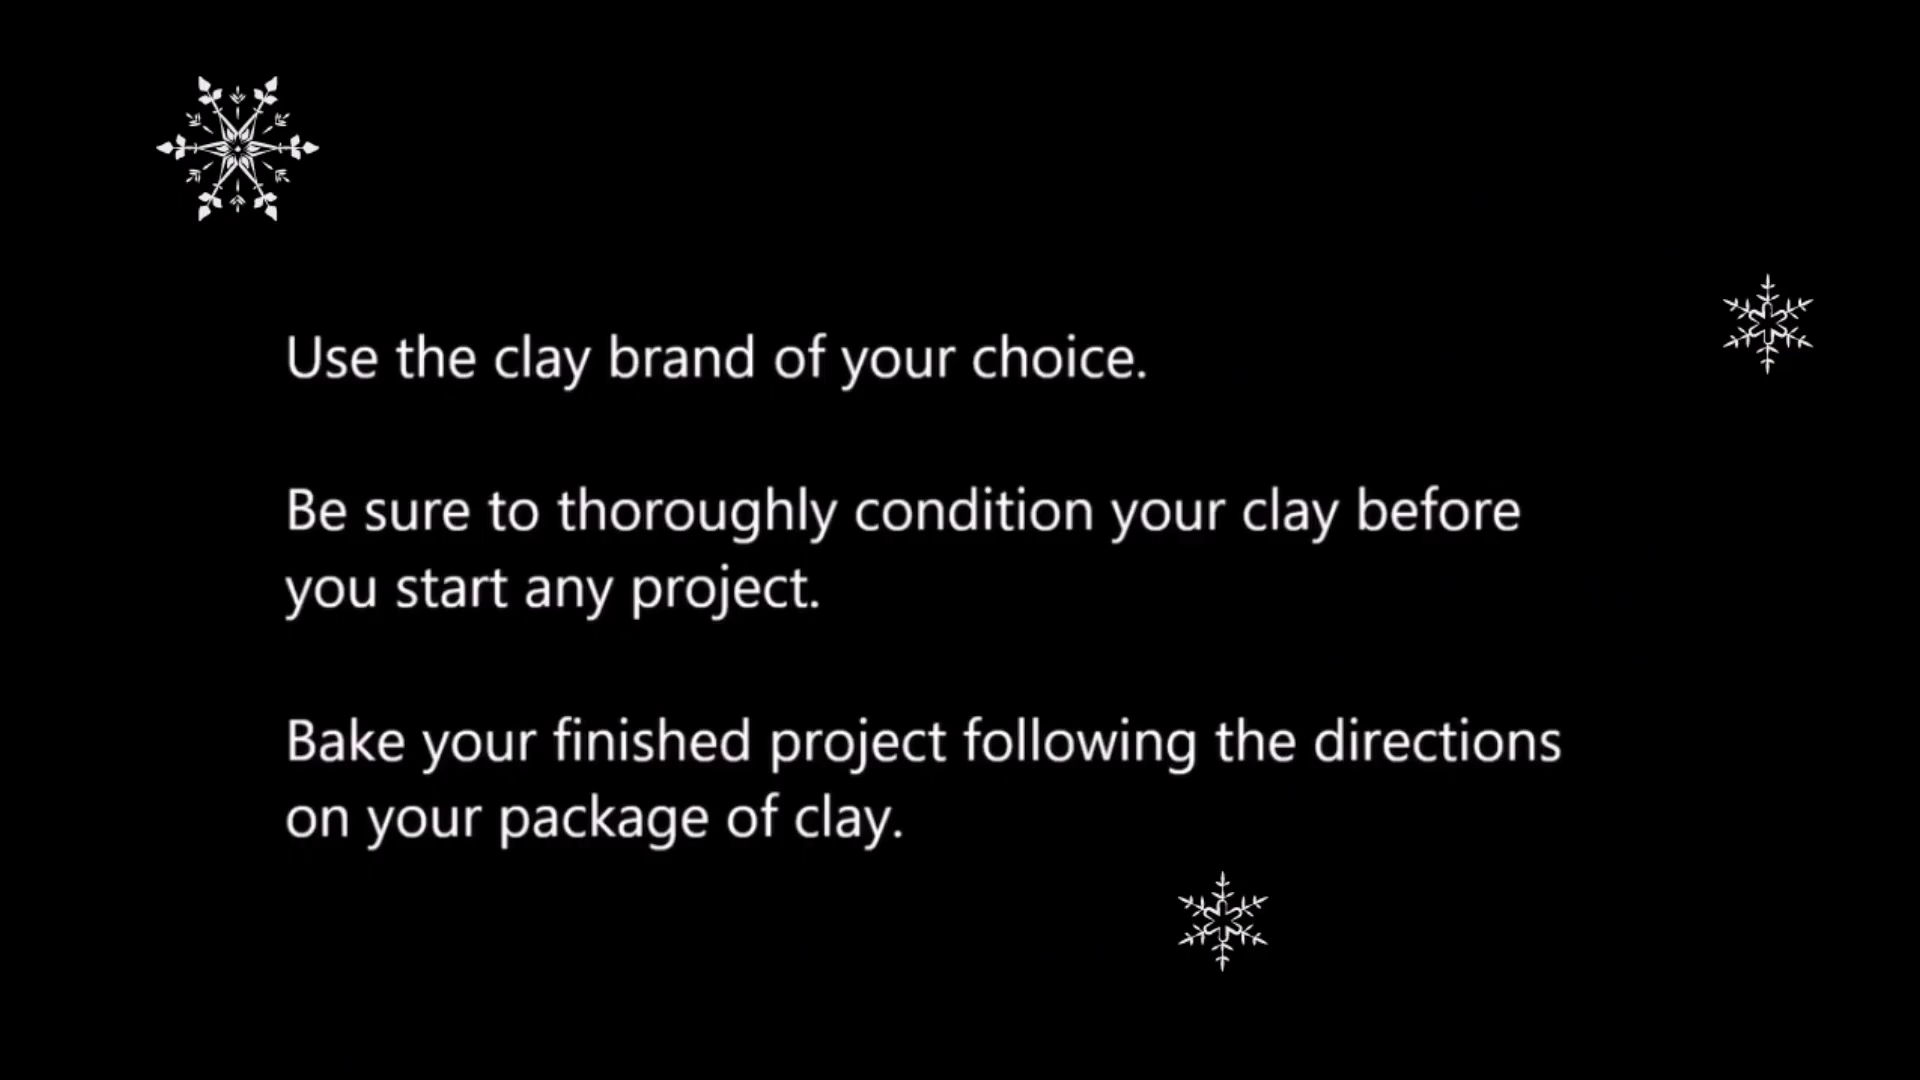 Use the clay brand of your choice.
Be sure to thoroughly condition your clay before
you start any project.
Bake your finished project following the directions
on your package of clay.